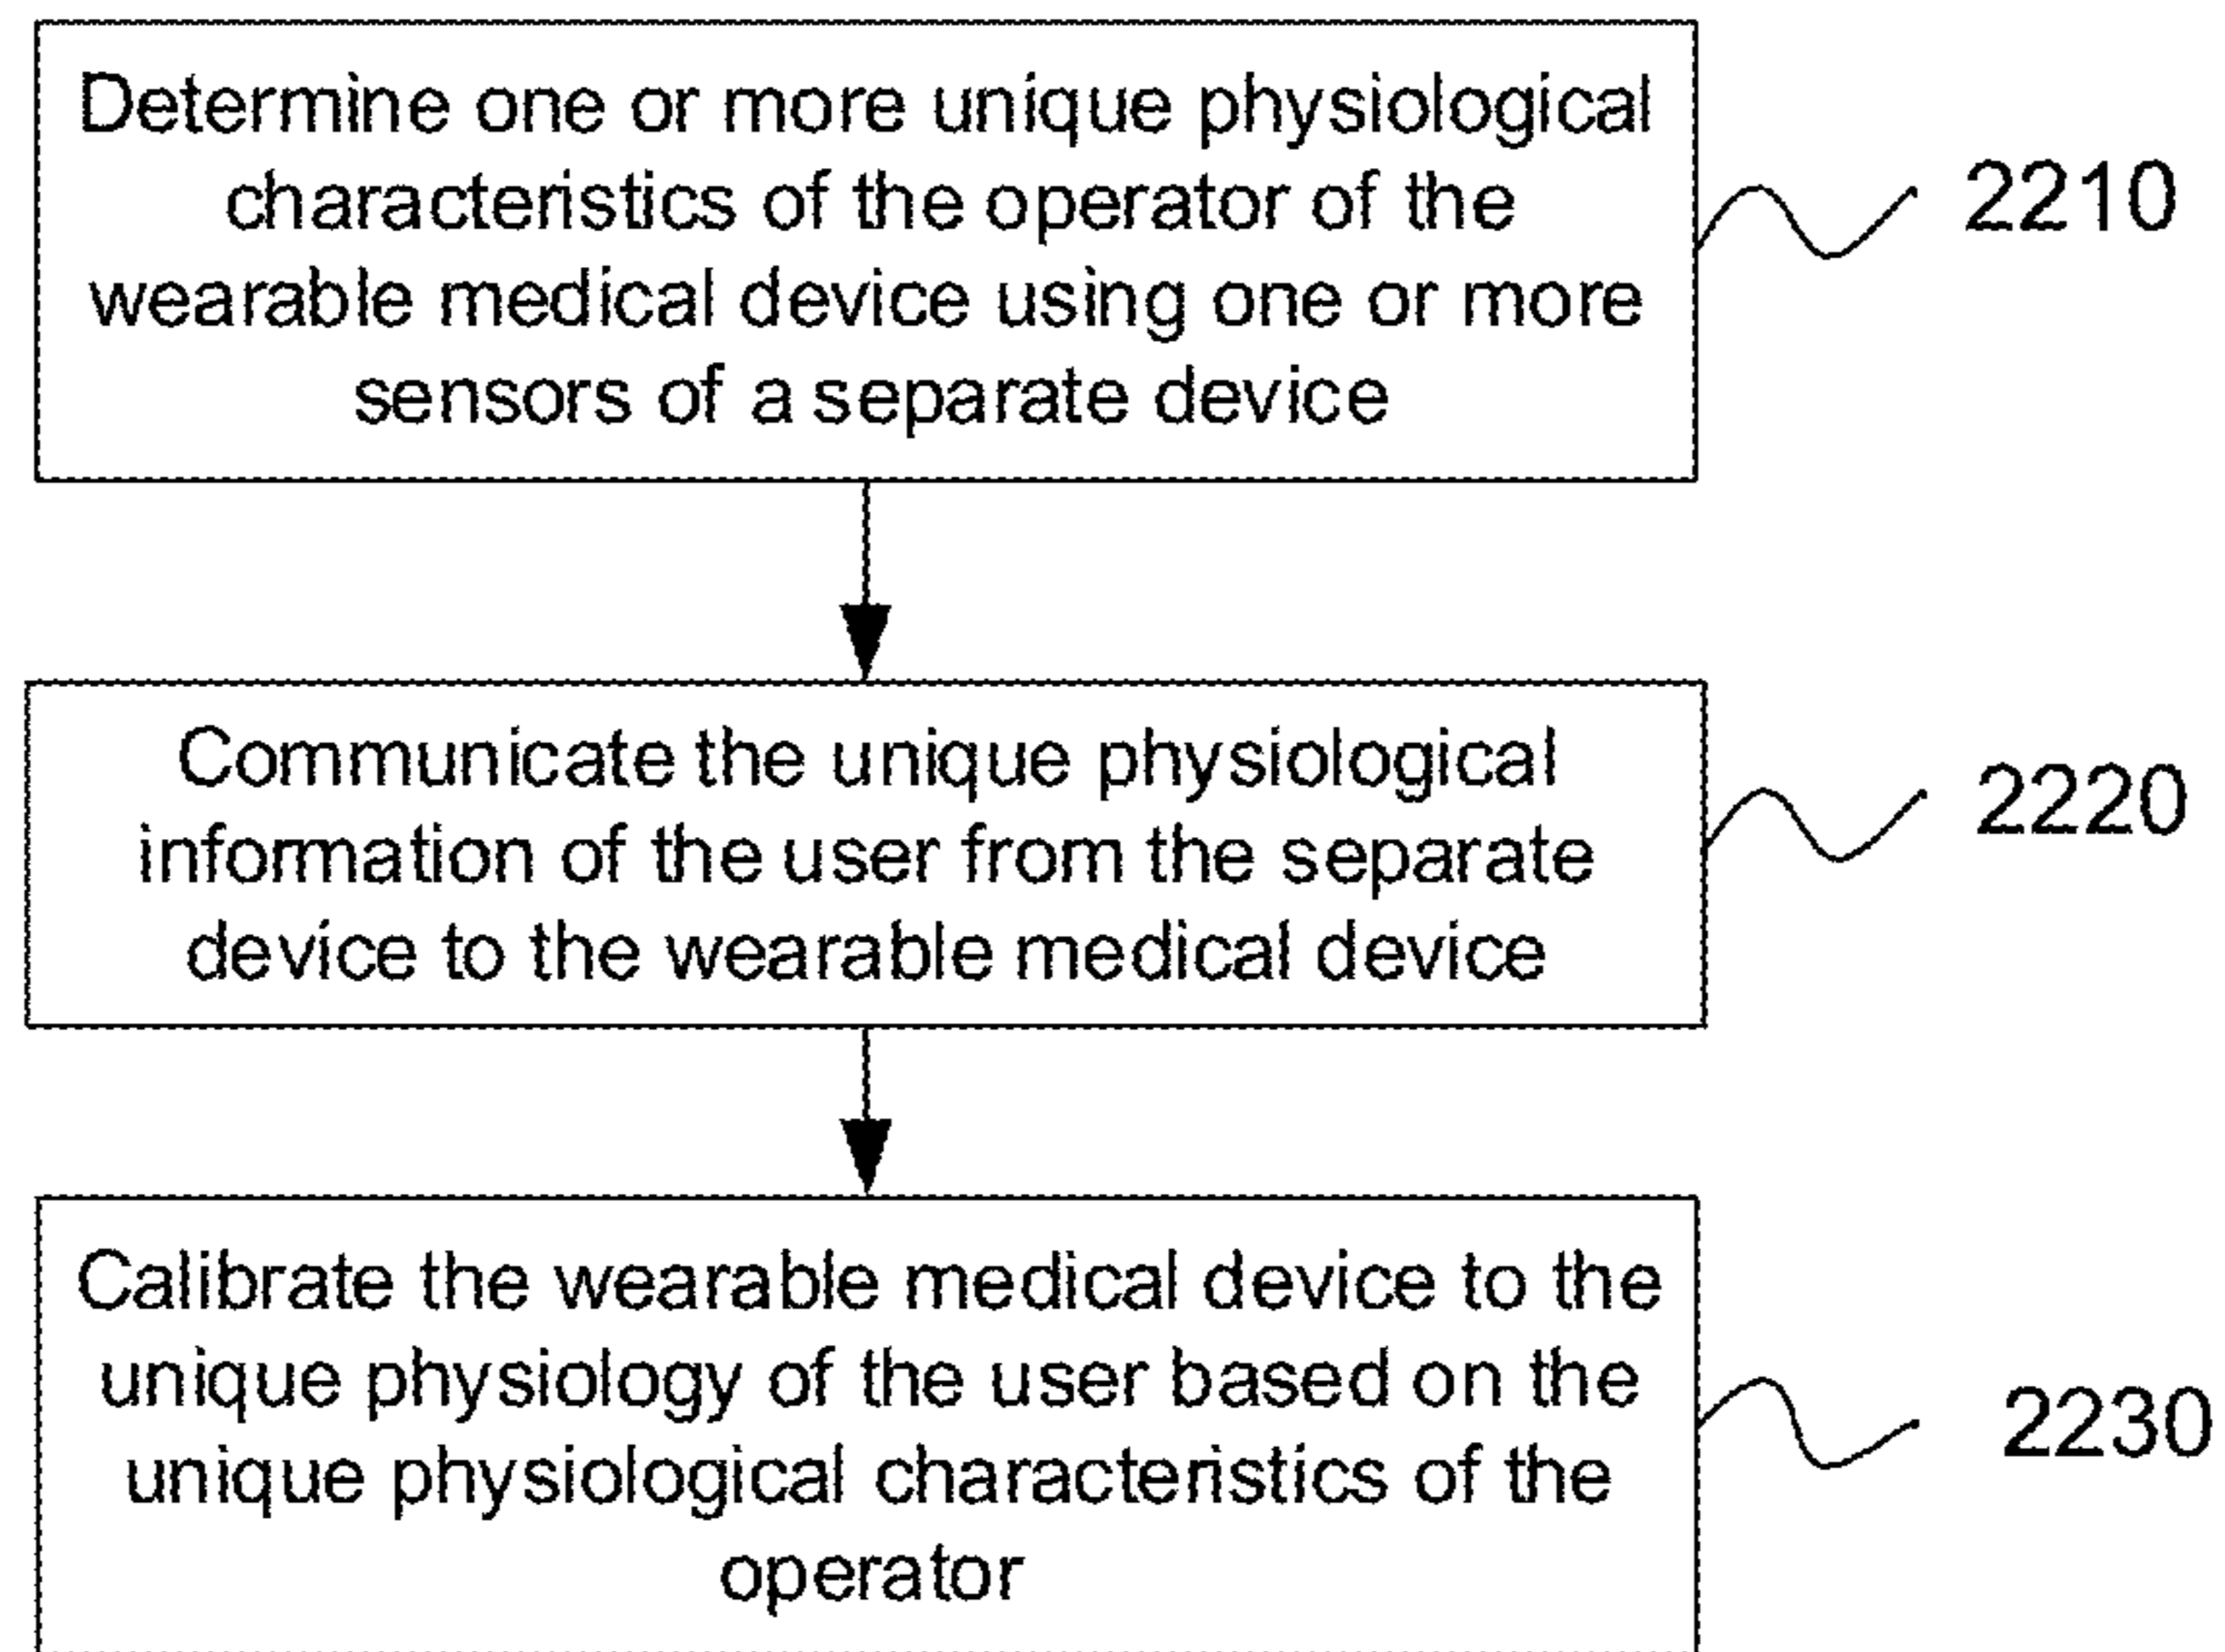 Determine one or more unique physiological
characteristics of the operator of the
wearable medical device using one or more
sensors of a separate device
2210
Communicate the unique physiological
information of the user from the separate
device to the wearable medical device
2220
Calibrate the wearable medical device to the
unique physiology of the user based on the
unique physiological characteristics of the
operator
2230